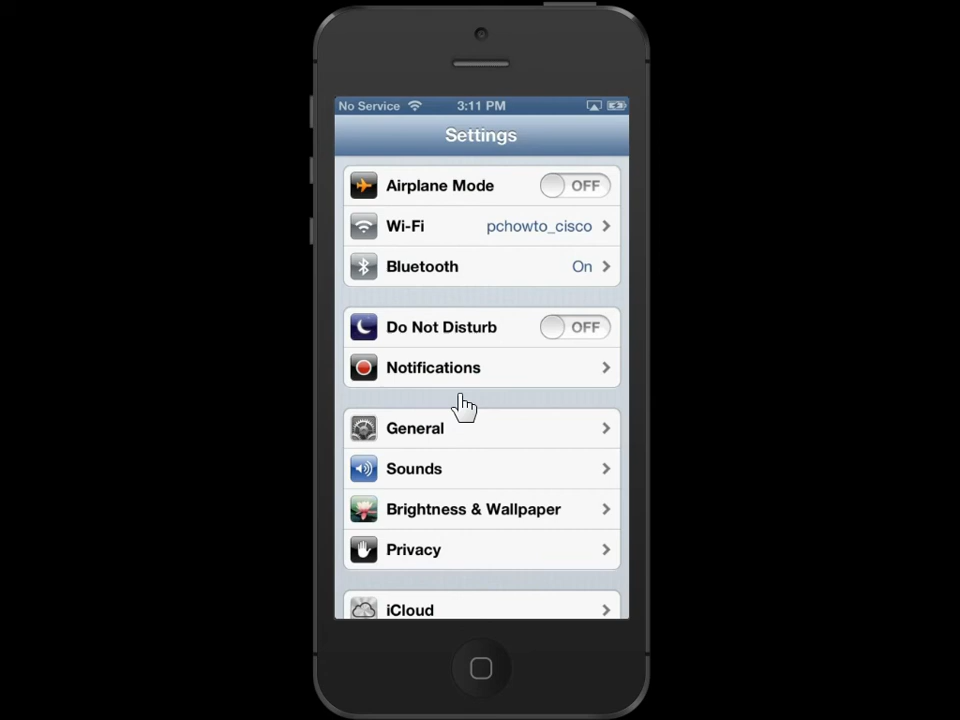 No Service 3:11 PM
Settings
Airplane Mode OFF
Wi-Fi pchowto_cisco
Bluetooth On
Do Not Disturb OFF
Notifications
General
Sounds
Brightness & Wallpaper
Privacy
iCloud